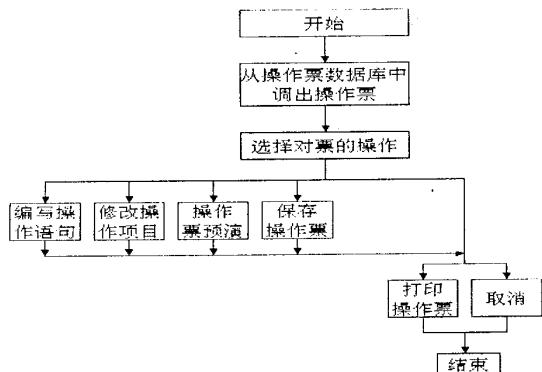 开始
从操作票数据库中
调出操作票
选择对票的操作
编写操
作语句
修改操
作项目
操作
票预演
保存
操作票
打印
操作票
取消
结束